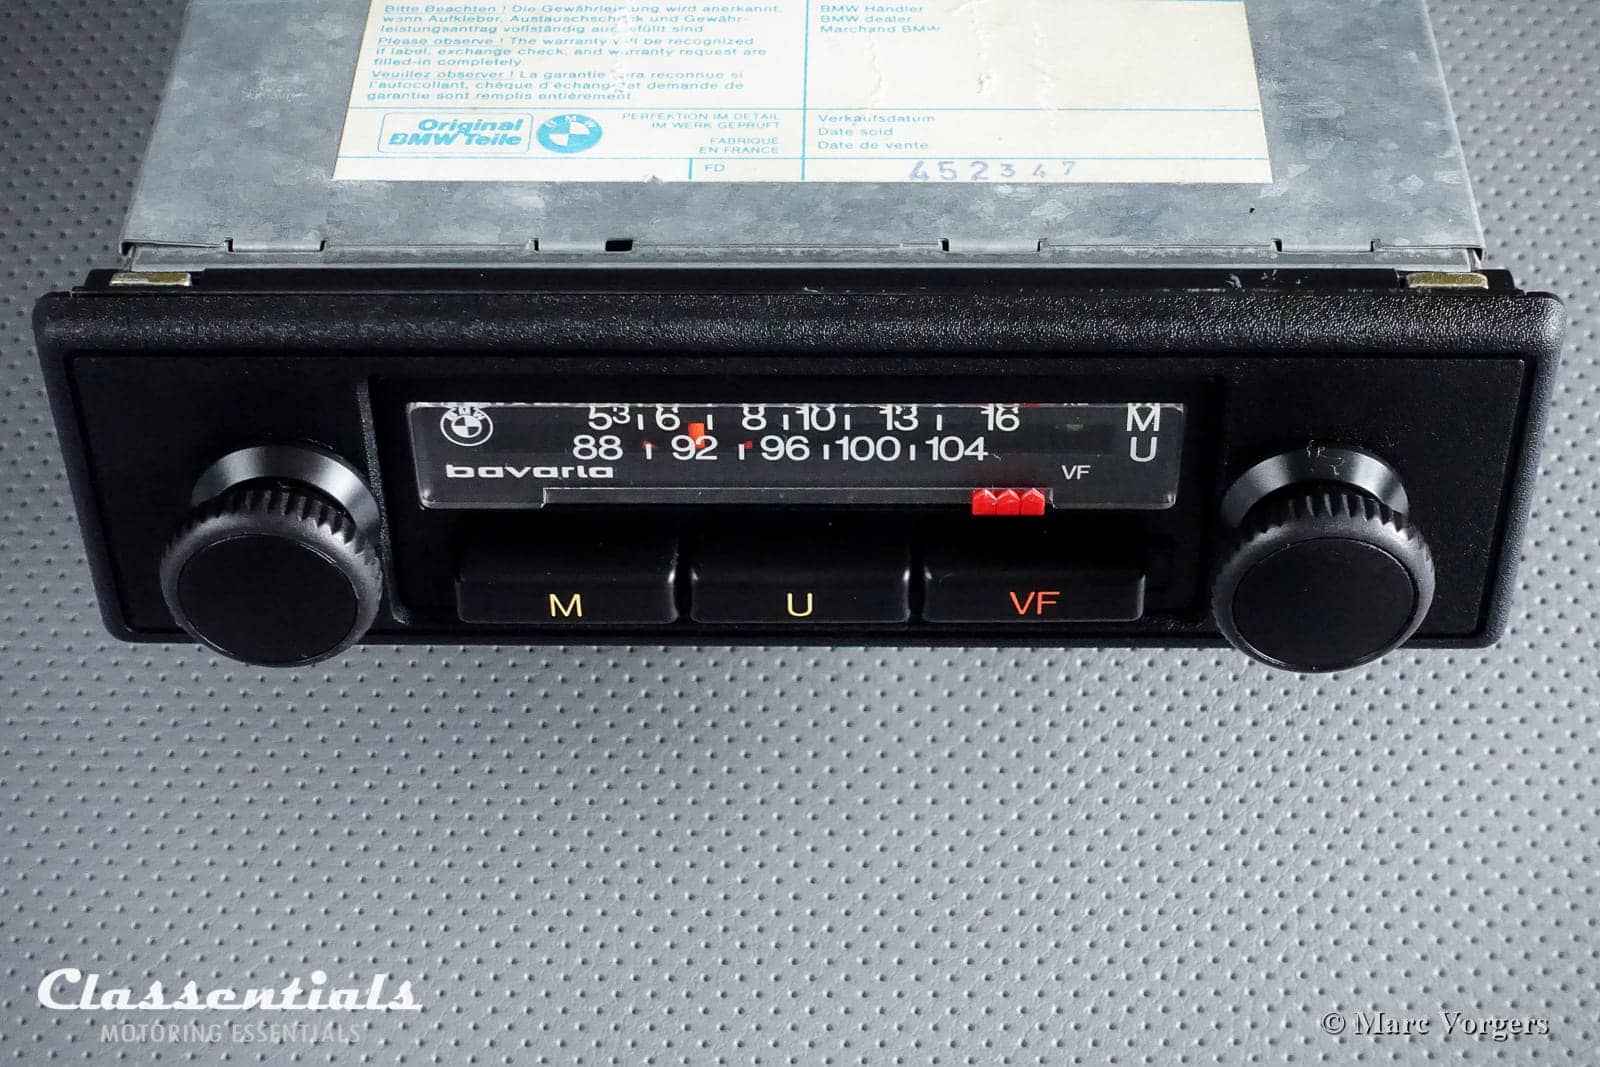 Bitte Beachten! Die Gewährleistung wird anerkannt,
wenn Aufkleber, Austauschscheck und Gewähr-
leistungsantrag vollständig ausgefüllt sind
Please observe! The warranty will be recognized
if label, exchange check, and warranty request are
filled-in completely.
Veuillez observer! La garantie sera reconnue si
l'autocollant, chèque d'échange et demande de
garantie sont remplis entièrement
BMW Händler
BMW dealer
Marchand BMW
Original
BMW Teile
BMW
PERFEKTION IM DETAIL
IM WERK GEPRÜFT
FABRIQUE
EN FRANCE
FD
Verkaufsdatum
Date sold
Date de vente
452347
BMW
53 6 8 10 13 16 M
88 92 96 100 104 U
bavaria
VF
M U VF
Classentials
MOTORING ESSENTIALS
© Marc Vorgers